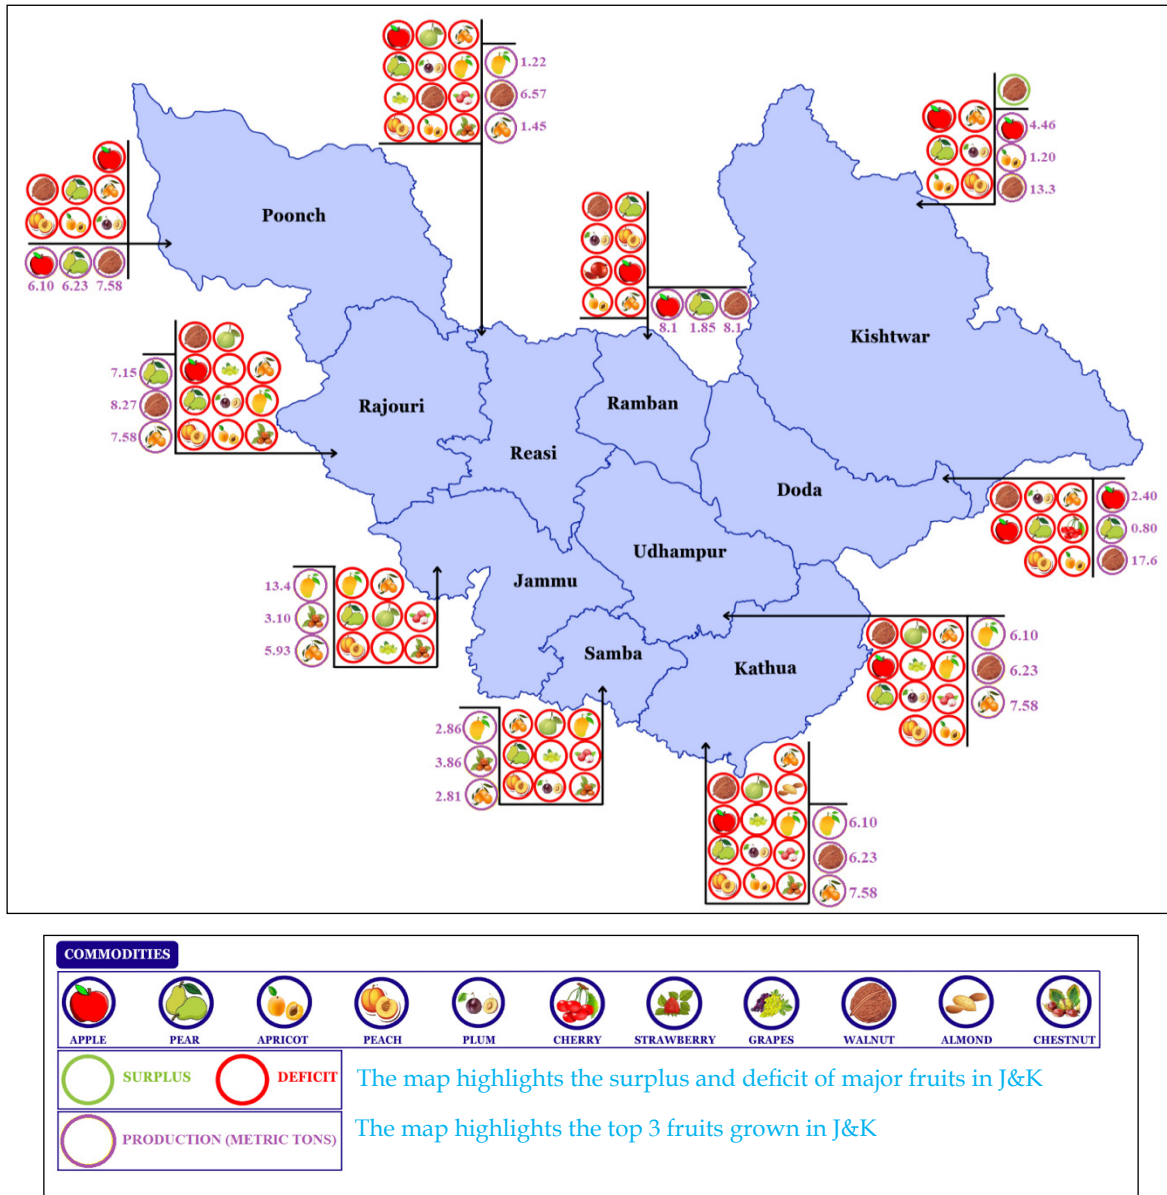 1.22
6.57
1.45
4.46
1.20
13.3
Poonch
6.10 6.23 7.58
8.1 1.85 8.1
Kishtwar
7.15
8.27
7.58
Rajouri
Ramban
Reasi
Doda
2.40
0.80
17.6
Udhampur
Jammu
13.4
3.10
5.93
Samba
Kathua
6.10
6.23
7.58
2.86
3.86
2.81
6.10
6.23
7.58
COMMODITIES
APPLE PEAR APRICOT PEACH PLUM CHERRY STRAWBERRY GRAPES WALNUT ALMOND CHESTNUT
SURPLUS DEFICIT The map highlights the surplus and deficit of major fruits in J&K
PRODUCTION (METRIC TONS) The map highlights the top 3 fruits grown in J&K